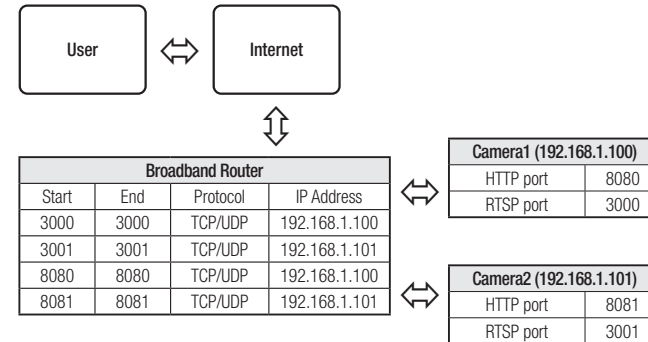 User
Internet
Broadband Router
Start End Protocol IP Address
3000 3000 TCP/UDP 192.168.1.100
3001 3001 TCP/UDP 192.168.1.101
8080 8080 TCP/UDP 192.168.1.100
8081 8081 TCP/UDP 192.168.1.101
Camera1 (192.168.1.100)
HTTP port 8080
RTSP port 3000
Camera2 (192.168.1.101)
HTTP port 8081
RTSP port 3001